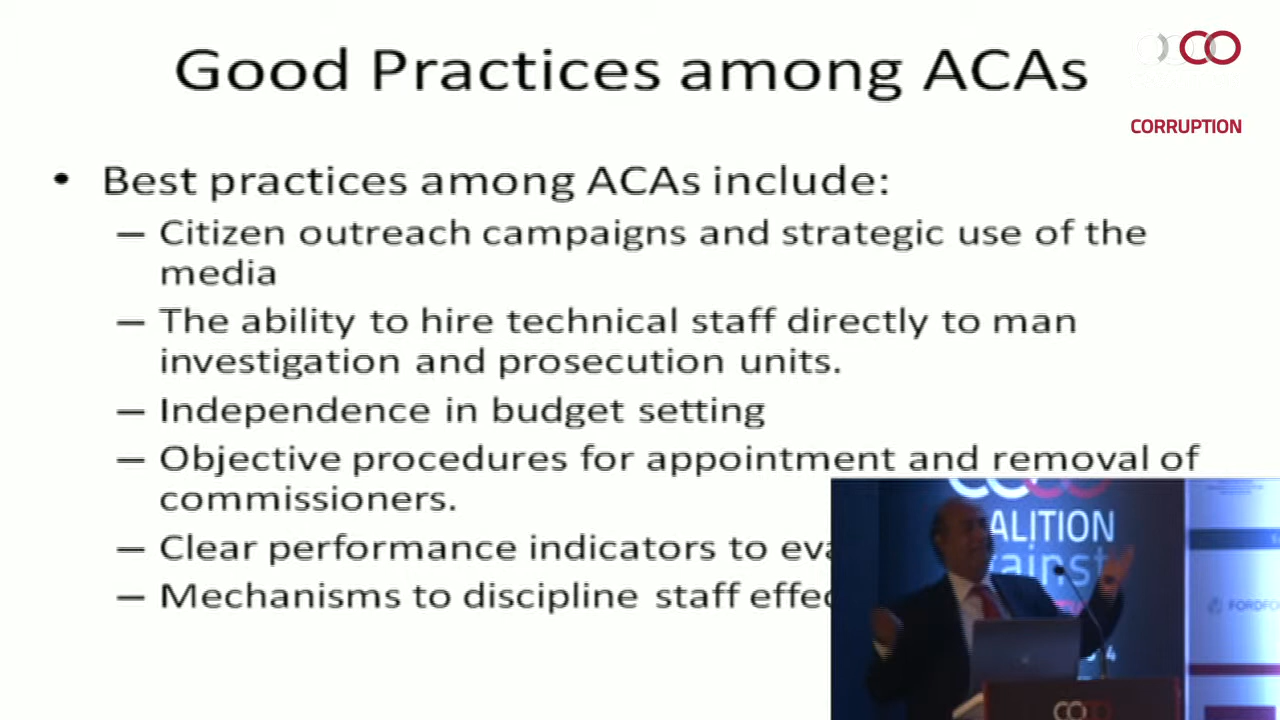 Good Practices among ACAs
CORRUPTION
• Best practices among ACAs include:
— Citizen outreach campaigns and strategic use of the
media
— The ability to hire technical staff directly to man
investigation and prosecution units.
— Independence in budget setting
— Objective procedures for appointment and removal of
commissioners.
— Clear performance indicators to
— Mechanisms to discipline staff
ALITION
FORDFO